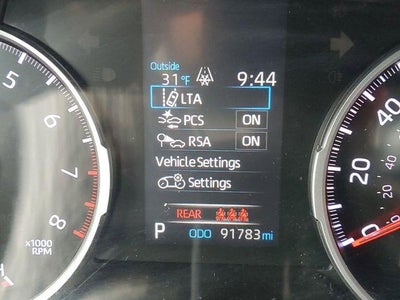 Outside
31°F 9:44
LTA
PCS ON
RSA ON
Vehicle Settings
Settings
REAR
P ODO 91783 mi
5
6
7
8
x1000
RPM
H
40
20
0